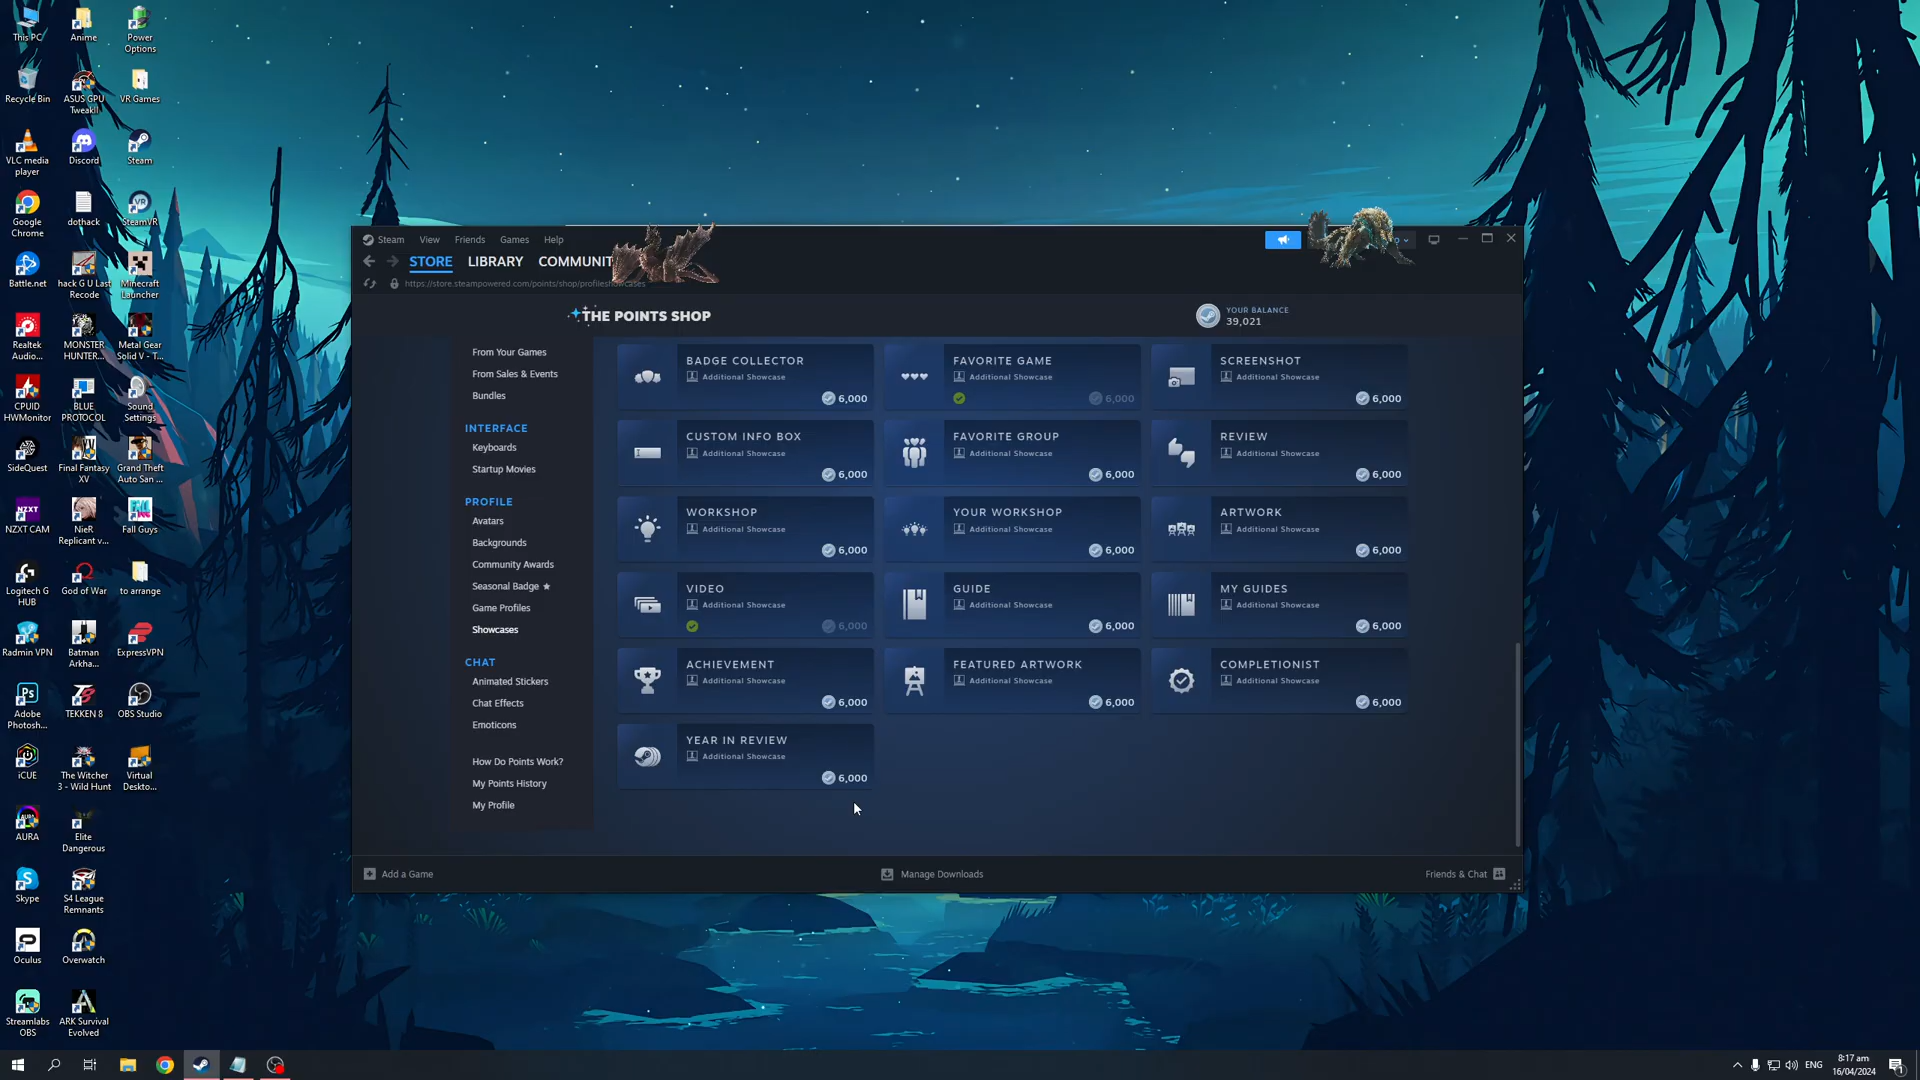 This PC
Anime
Power
Options
Recycle Bin
ASUS GPU
TweakII
VR Games
VLC media
player
Discord
Steam
Google
Chrome
dothack
SteamVR
Battle.net
hack G U Last
Recode
Minecraft
Launcher
Realtek
Audio...
MONSTER
HUNTER...
Metal Gear
Solid V - T...
CPUID
HWMonitor
BLUE
PROTOCOL
Sound
Settings
SideQuest
Final Fantasy
XV
Grand Theft
Auto San ...
NZXT CAM
NieR
Replicant v...
Fall Guys
Logitech G
HUB
God of War
to arrange
Radmin VPN
Batman
Arkha...
ExpressVPN
Adobe
Photosh...
TEKKEN 8
OBS Studio
iCUE
The Witcher
3 - Wild Hunt
Virtual
Deskto...
AURA
Elite
Dangerous
Skype
S4 League
Remnants
Oculus
Overwatch
Streamlabs
OBS
ARK Survival
Evolved
Steam View Friends Games Help
STORE LIBRARY COMMUNIT
https://store.steampowered.com/points/shop/profileshowcases
THE POINTS SHOP
YOUR BALANCE
39,021
From Your Games
From Sales & Events
Bundles
INTERFACE
Keyboards
Startup Movies
PROFILE
Avatars
Backgrounds
Community Awards
Seasonal Badge ★
Game Profiles
Showcases
CHAT
Animated Stickers
Chat Effects
Emoticons
How Do Points Work?
My Points History
My Profile
BADGE COLLECTOR
Additional Showcase
6,000
FAVORITE GAME
Additional Showcase
6,000
SCREENSHOT
Additional Showcase
6,000
CUSTOM INFO BOX
Additional Showcase
6,000
FAVORITE GROUP
Additional Showcase
6,000
REVIEW
Additional Showcase
6,000
WORKSHOP
Additional Showcase
6,000
YOUR WORKSHOP
Additional Showcase
6,000
ARTWORK
Additional Showcase
6,000
VIDEO
Additional Showcase
6,000
GUIDE
Additional Showcase
6,000
MY GUIDES
Additional Showcase
6,000
ACHIEVEMENT
Additional Showcase
6,000
FEATURED ARTWORK
Additional Showcase
6,000
COMPLETIONIST
Additional Showcase
6,000
YEAR IN REVIEW
Additional Showcase
6,000
Add a Game
Manage Downloads
Friends & Chat
ENG
8:17 am
16/04/2024